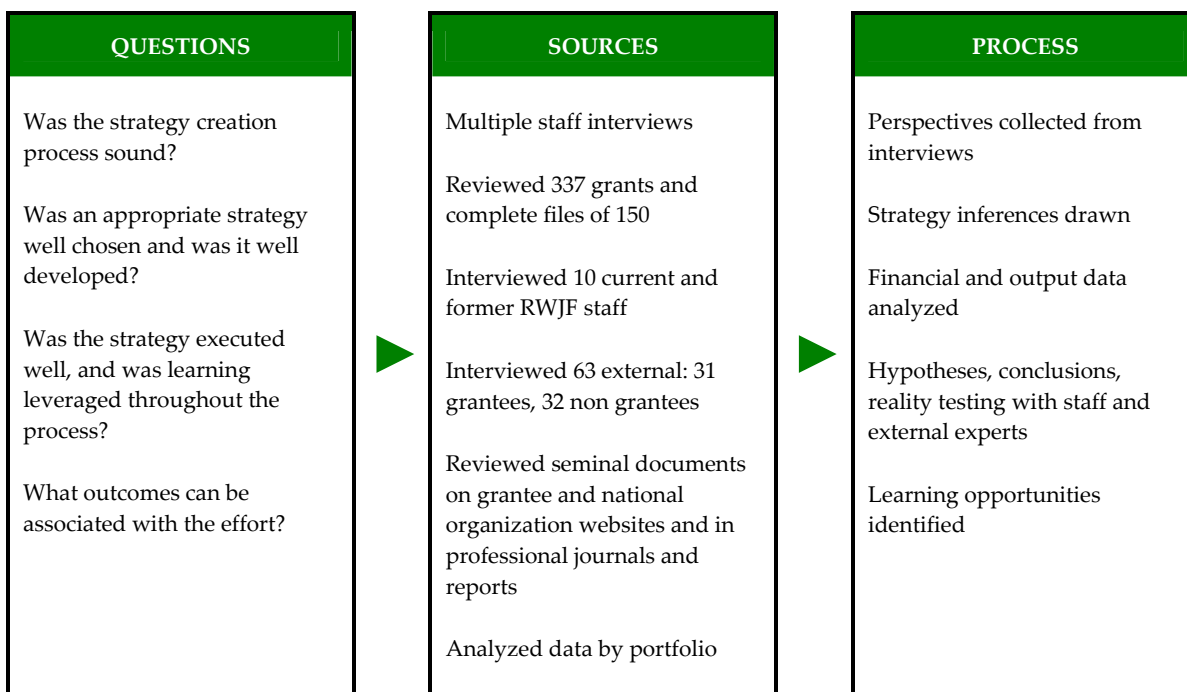 QUESTIONS
Was the strategy creation
process sound?
Was an appropriate strategy
well chosen and was it well
developed?
Was the strategy executed
well, and was learning
leveraged throughout the
process?
What outcomes can be
associated with the effort?
SOURCES
Multiple staff interviews
Reviewed 337 grants and
complete files of 150
Interviewed 10 current and
former RWJF staff
Interviewed 63 external: 31
grantees, 32 non grantees
Reviewed seminal documents
on grantee and national
organization websites and in
professional journals and
reports
Analyzed data by portfolio
PROCESS
Perspectives collected from
interviews
Strategy inferences drawn
Financial and output data
analyzed
Hypotheses, conclusions,
reality testing with staff and
external experts
Learning opportunities
identified